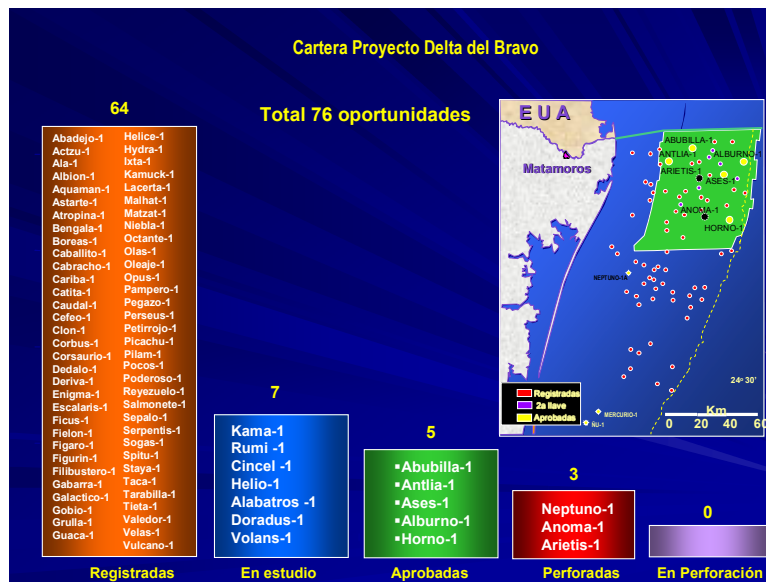 Cartera Proyecto Delta del Bravo
Total 76 oportunidades
64
Abadejo-1
Actzu-1
Ala-1
Albion-1
Aquaman-1
Astarte-1
Atropina-1
Bengala-1
Boreas-1
Caballito-1
Cabracho-1
Cariba-1
Catita-1
Caudal-1
Cefeo-1
Clon-1
Corbus-1
Corsaurio-1
Dedalo-1
Deriva-1
Enigma-1
Escalaris-1
Ficus-1
Fielon-1
Figaro-1
Figurin-1
Filibustero-1
Gabarra-1
Galactico-1
Gobio-1
Grulla-1
Guaca-1
Helice-1
Hydra-1
Ixta-1
Kamuck-1
Lacerta-1
Malhat-1
Matzat-1
Niebla-1
Octante-1
Olas-1
Oleaje-1
Opus-1
Pampero-1
Pegazo-1
Perseus-1
Petirrojo-1
Picachu-1
Pilam-1
Pocos-1
Poderoso-1
Reyezuelo-1
Salmonete-1
Sepalo-1
Serpentis-1
Sogas-1
Spitu-1
Staya-1
Taca-1
Tarabilla-1
Tieta-1
Valedor-1
Velas-1
Vulcano-1
Registradas
7
Kama-1
Rumi -1
Cincel -1
Helio-1
Alabatros -1
Doradus-1
Volans-1
En estudio
5
▪Abubilla-1
▪Antlia-1
▪Ases-1
▪Alburno-1
▪Horno-1
Aprobadas
3
Neptuno-1
Anoma-1
Arietis-1
Perforadas
0
En Perforación
E U A
Matamoros
ABUBILLA-1
ANTLIA-1
ALBURNO-1
ARIETIS-1
ASES-1
ANOMA-1
HORNO-1
NEPTUNO-1A
24º 30'
Registradas
2a llave
Aprobadas
Km
0 20 40 60
MERCURIO-1
ÑU-1